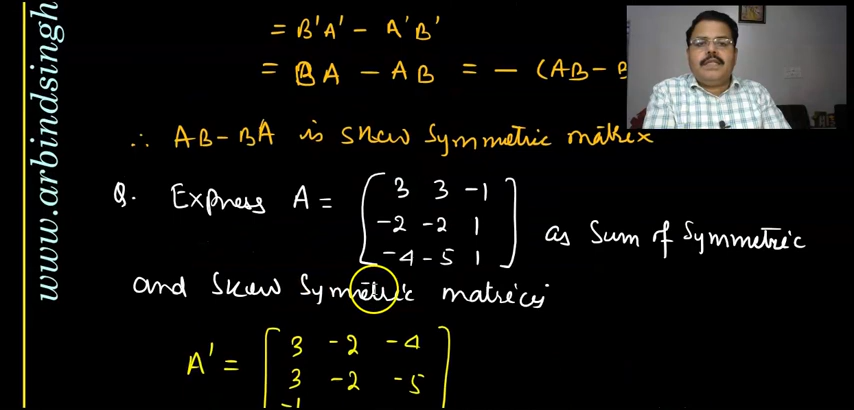 www.arbindsingh
= B'A' - A'B'
= BA - AB = - (AB - B
∴ AB - BA is skew symmetric matrix
Q. Express A = [3 3 -1
-2 -2 1
-4 -5 1] as Sum of Symmetric
and Skew Symmetric matrices
A' = [3 -2 -4
3 -2 -5
-1